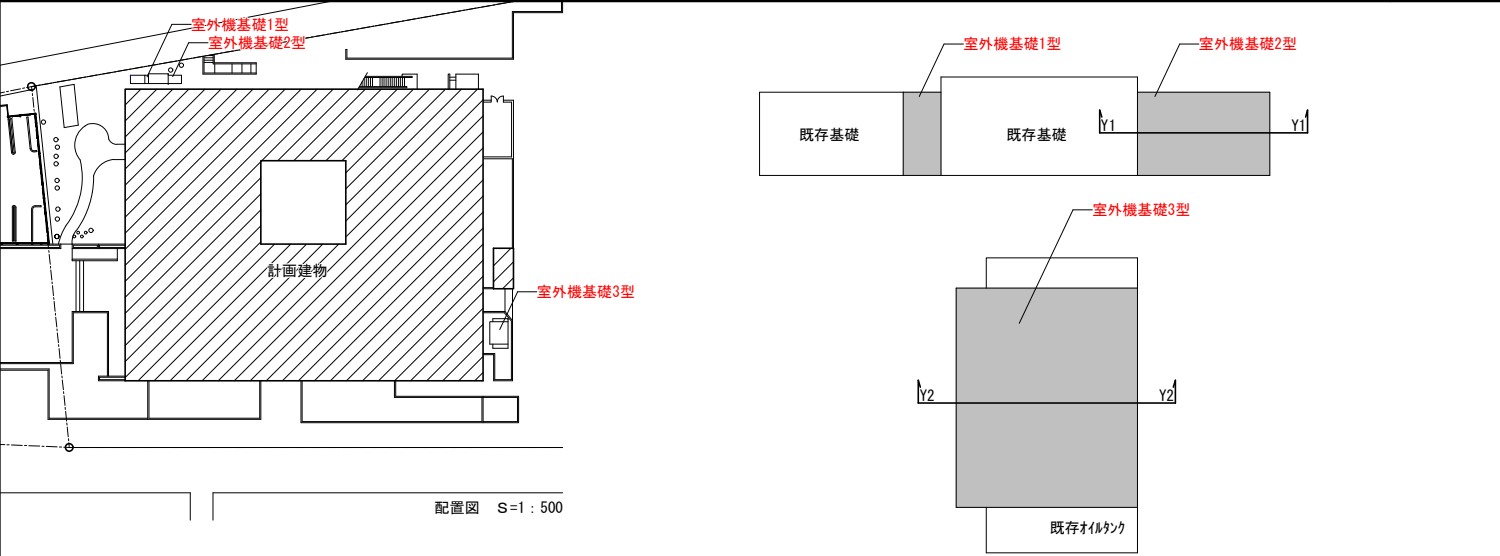 室外機基礎1型
室外機基礎2型
計画建物
室外機基礎3型
配置図 S=1：500
室外機基礎1型
室外機基礎2型
既存基礎
既存基礎
Y1
Y1
室外機基礎3型
Y2
Y2
既存ｵｲﾙﾀﾝｸ